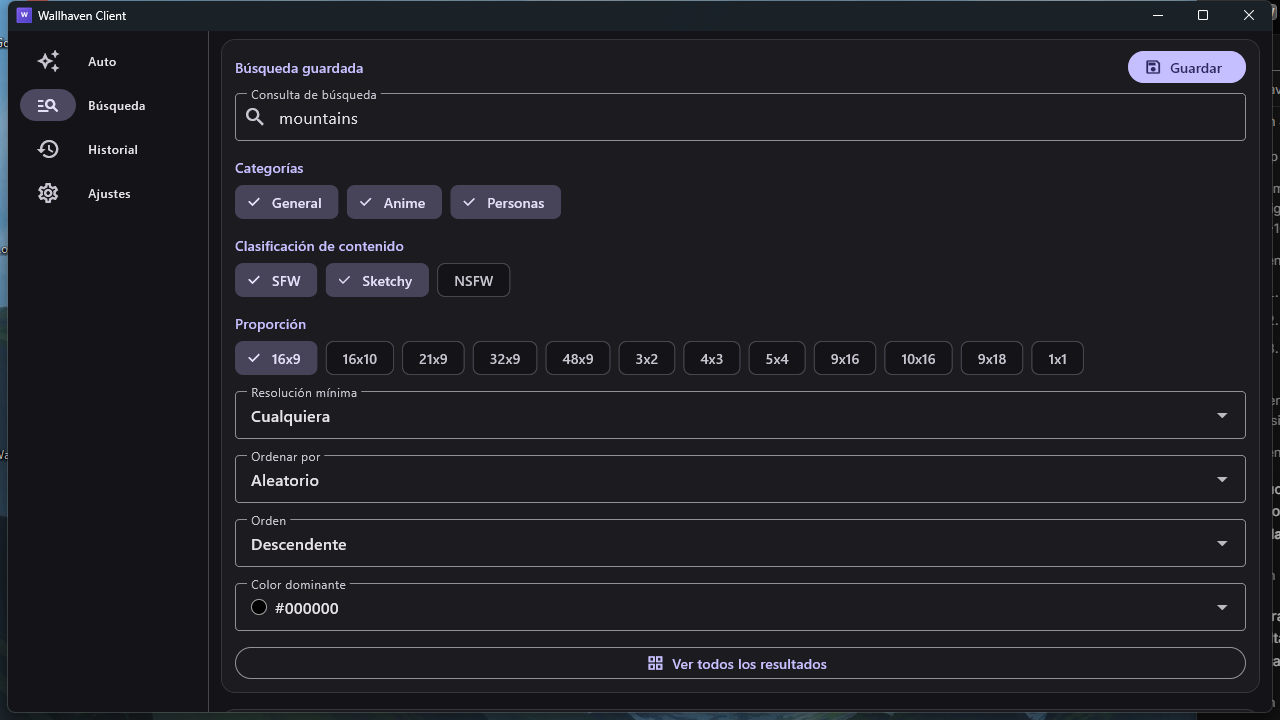 Wallhaven Client
Auto
Búsqueda
Historial
Ajustes
Búsqueda guardada
Guardar
Consulta de búsqueda
mountains
Categorías
General Anime Personas
Clasificación de contenido
SFW Sketchy NSFW
Proporción
16x9 16x10 21x9 32x9 48x9 3x2 4x3 5x4 9x16 10x16 9x18 1x1
Resolución mínima
Cualquiera
Ordenar por
Aleatorio
Orden
Descendente
Color dominante
#000000
Ver todos los resultados